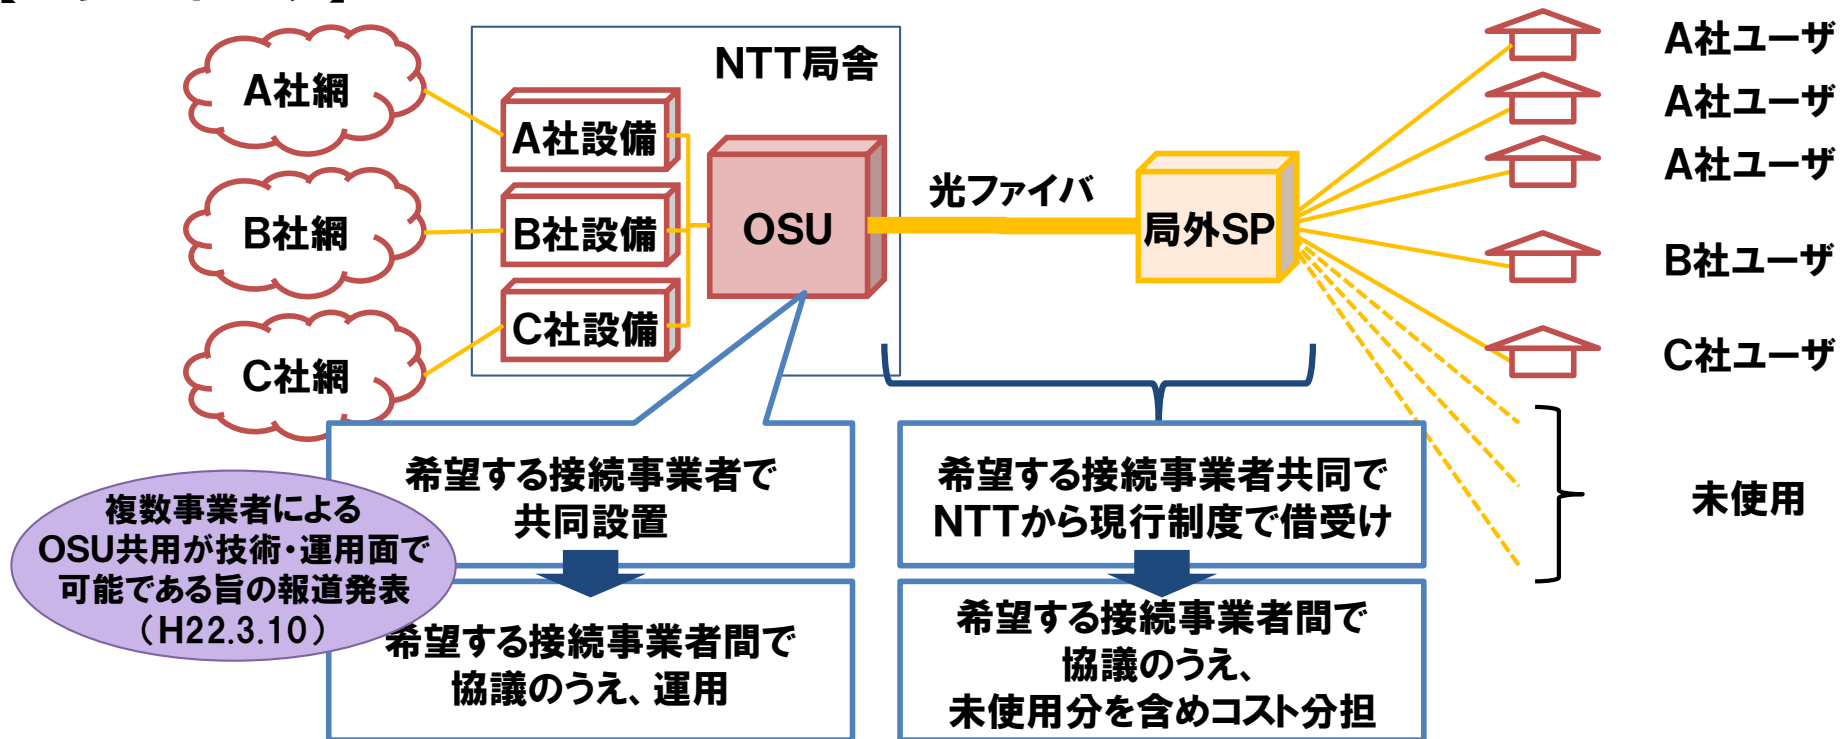 NTT局舎
A社網
B社網
C社網
A社設備
B社設備
C社設備
OSU
光ファイバ
局外SP
A社ユーザ
A社ユーザ
A社ユーザ
B社ユーザ
C社ユーザ
未使用
複数事業者による
OSU共用が技術・運用面で
可能である旨の報道発表
（H22.3.10）
希望する接続事業者で
共同設置
希望する接続事業者間で
協議のうえ、運用
希望する接続事業者共同で
NTTから現行制度で借受け
希望する接続事業者間で
協議のうえ、
未使用分を含めコスト分担